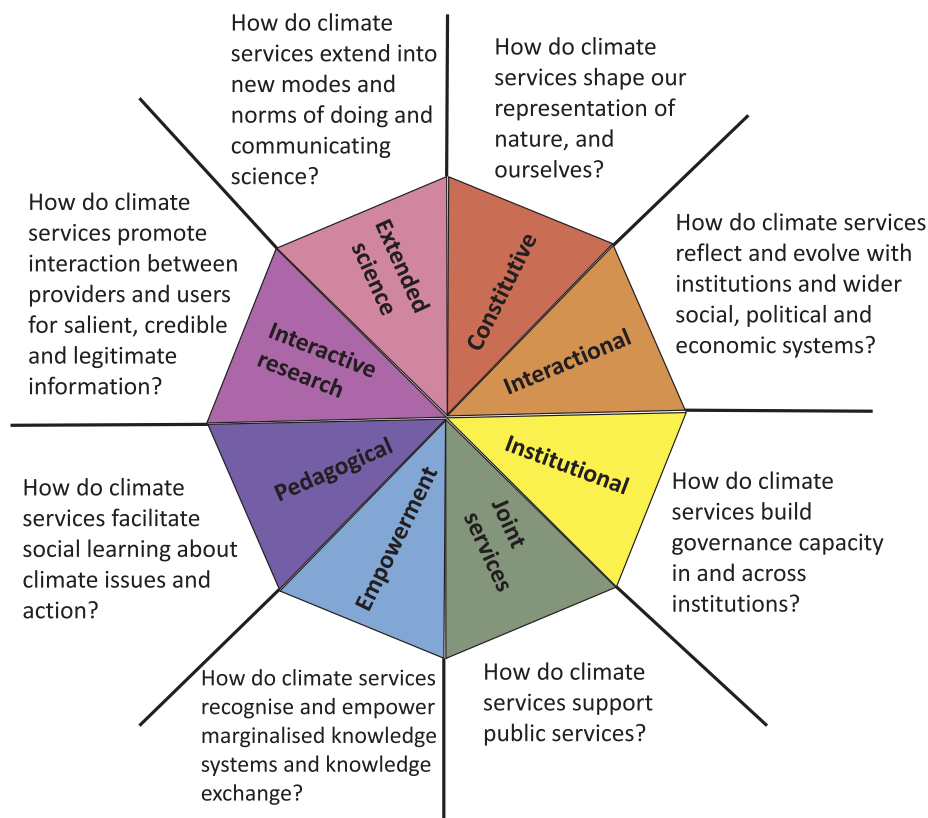 How do climate
services extend into
new modes and
norms of doing and
communicating
science?
How do climate
services shape our
representation of
nature, and
ourselves?
How do climate services
reflect and evolve with
institutions and wider
social, political and
economic systems?
How do climate
services build
governance capacity
in and across
institutions?
How do climate
services support
public services?
How do climate services
recognise and empower
marginalised knowledge
systems and knowledge
exchange?
How do climate
services facilitate
social learning about
climate issues and
action?
How do climate
services promote
interaction between
providers and users
for salient, credible
and legitimate
information?
Extended
science
Constitutive
Interactional
Institutional
Joint
services
Empowerment
Pedagogical
Interactive
research